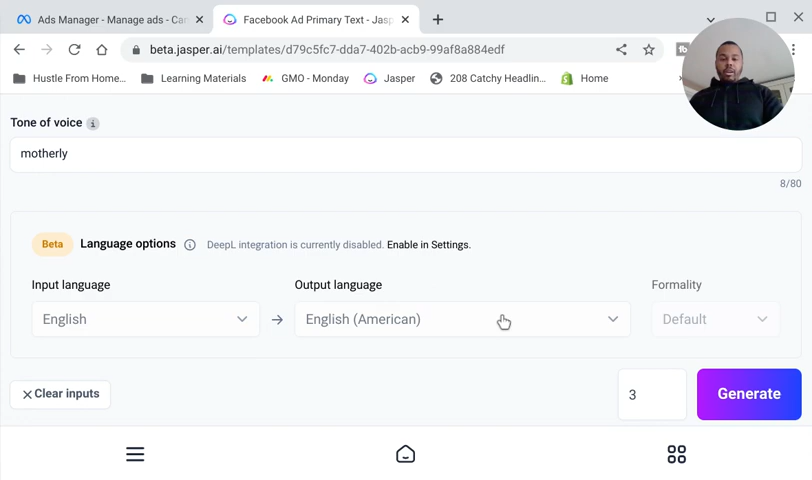 Ads Manager - Manage ads - Can
Facebook Ad Primary Text - Jasp
beta.jasper.ai/templates/d79c5fc7-dda7-402b-acb9-99af8a884edf
Hustle From Home... Learning Materials GMO - Monday Jasper 208 Catchy Headlin... Home
Tone of voice
motherly
8/80
Beta Language options DeepL integration is currently disabled. Enable in Settings.
Input language Output language Formality
English English (American) Default
Clear inputs 3 Generate